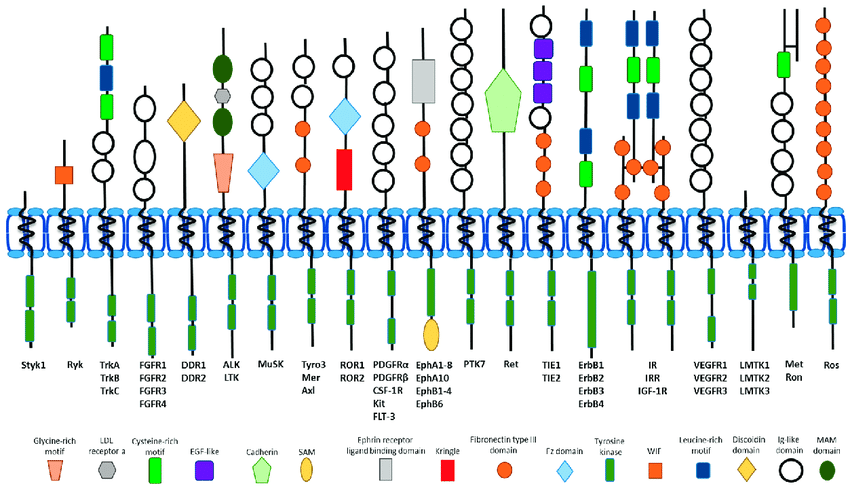 Styk1 Ryk TrkA FGFR1 DDR1 ALK MuSK Tyro3 ROR1 PDGFRα EphA1-8 PTK7 Ret TIE1 ErbB1 IR VEGFR1 LMTK1 Met Ros
TrkB FGFR2 DDR2 LTK Mer ROR2 PDGFRβ EphA10 TIE2 ErbB2 IRR VEGFR2 LMTK2 Ron
TrkC FGFR3 Axl CSF-1R EphB1-4 ErbB3 IGF-1R VEGFR3 LMTK3
FGFR4 Kit EphB6 ErbB4
FLT-3
Glycine-rich motif
LDL receptor a
Cysteine-rich motif
EGF-like
Cadherin
SAM
Ephrin receptor ligand binding domain
Kringle
Fibronectin type III domain
Fz domain
Tyrosine kinase
WIF
Leucine-rich motif
Discoidin domain
Ig-like domain
MAM domain